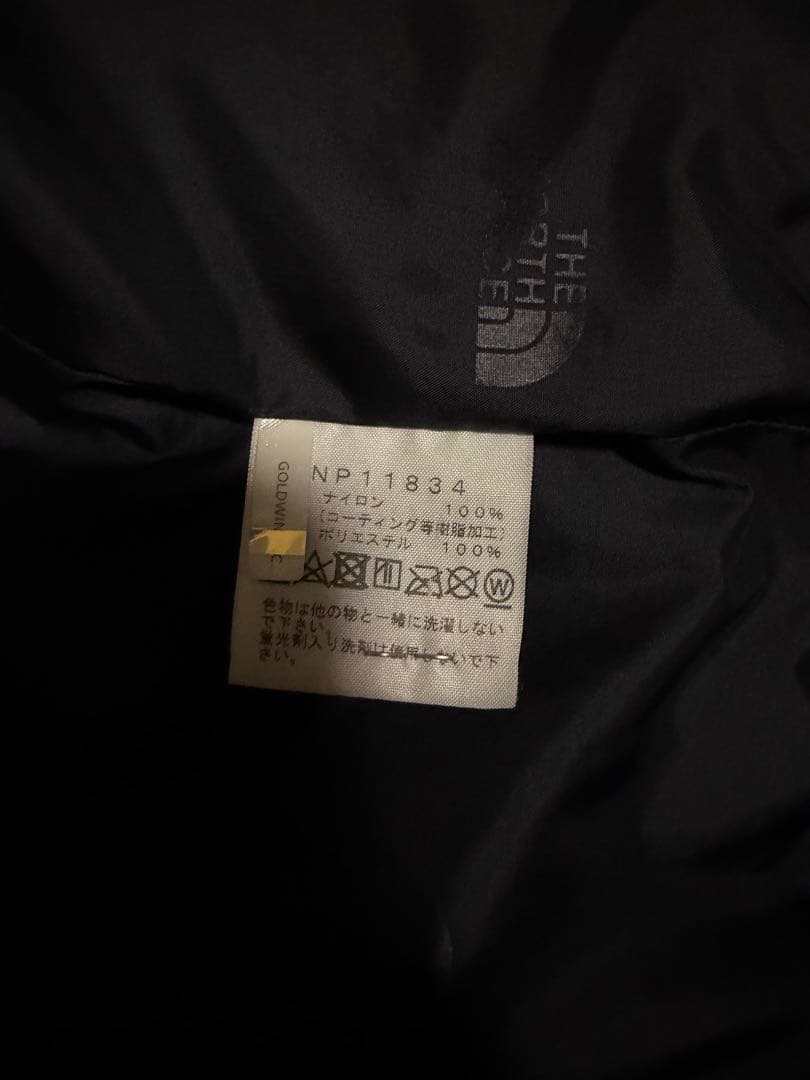 THE
NORTH
FACE
NP11834
ナイロン 100%
(コーティング等樹脂加工)
ポリエステル 100%
GOLDWIN
W
色物は他の物と一緒に洗濯しない
で下さい。
蛍光剤入り洗剤は使用しないで下
さい。